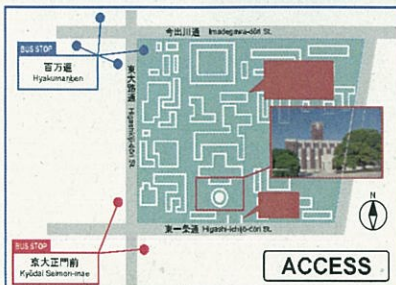 今出川通 Imadegawa-dōri St.
BUS STOP
百万遍
Hyakumanben
東大路通 Higashiōji-dōri St.
N
東一条通 Higashi-ichijō-dōri St.
BUS STOP
京大正門前
Kyōdai Seimon-mae
ACCESS